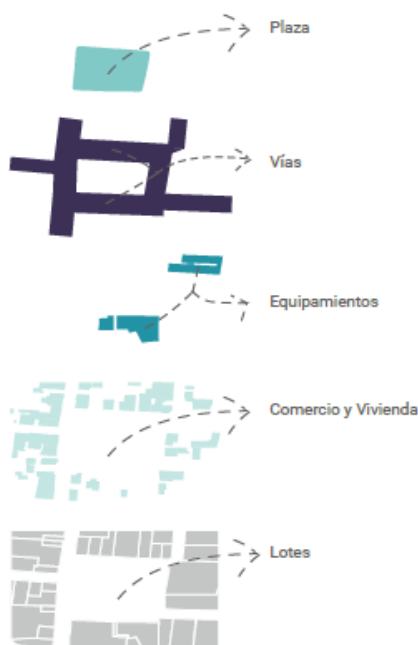 Plaza
Vías
Equipamientos
Comercio y Vivienda
Lotes